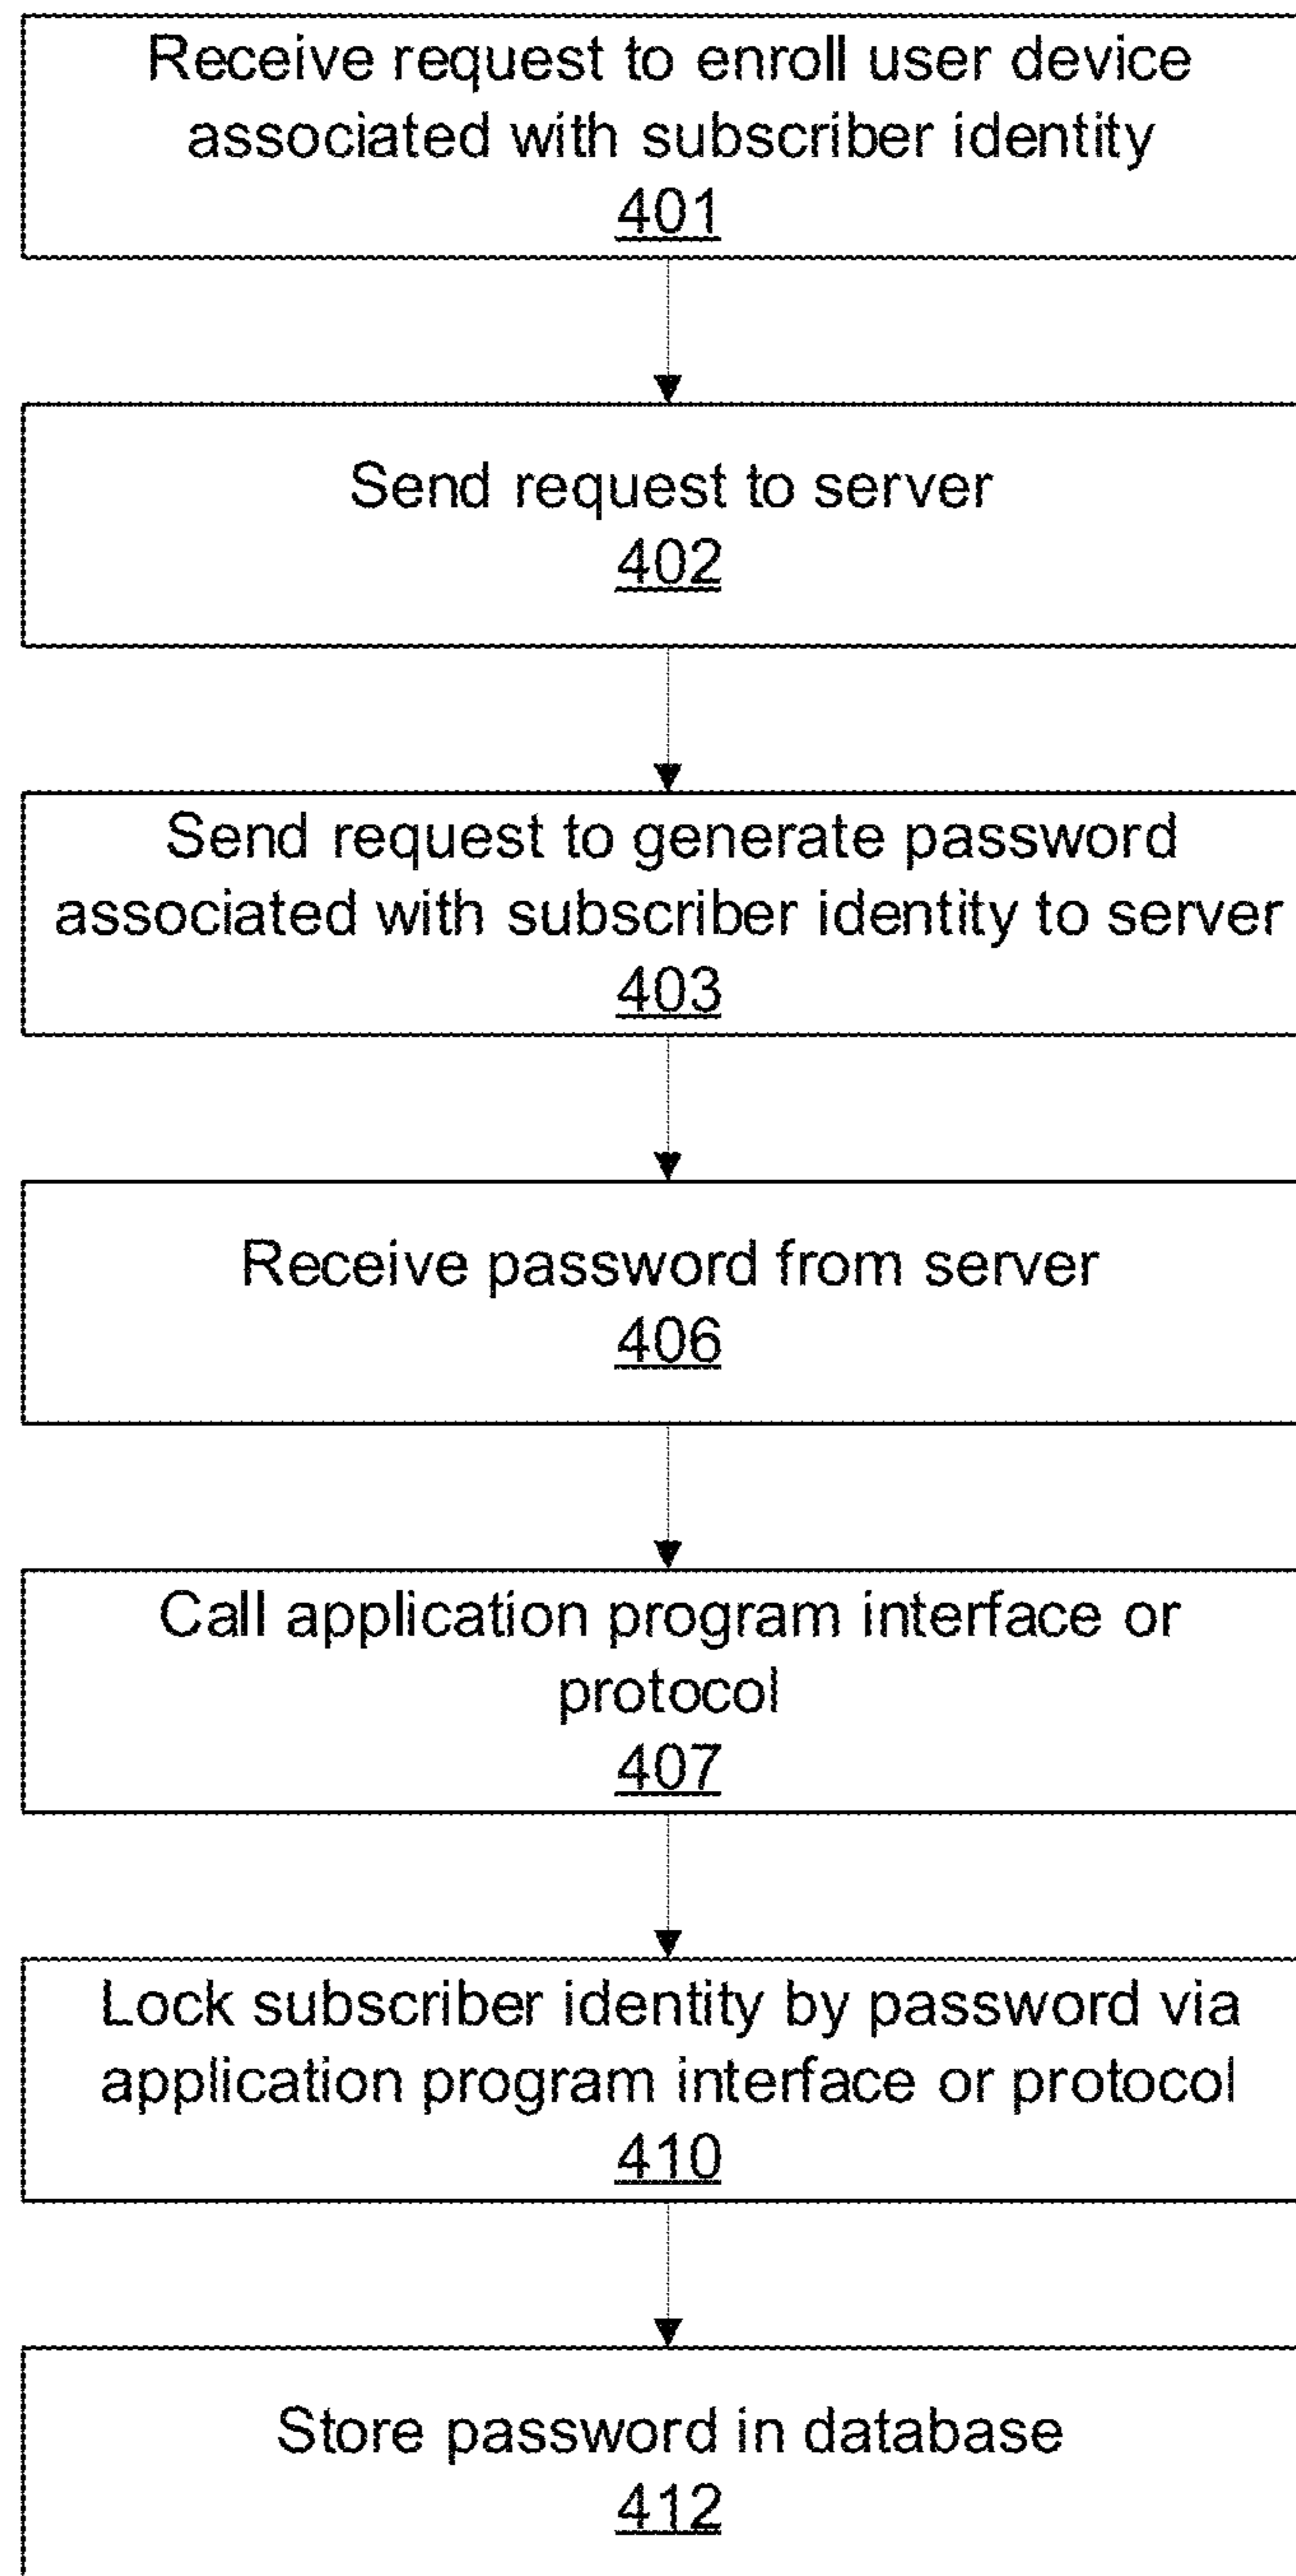 Receive request to enroll user device
associated with subscriber identity
401
Send request to server
402
Send request to generate password
associated with subscriber identity to server
403
Receive password from server
406
Call application program interface or
protocol
407
Lock subscriber identity by password via
application program interface or protocol
410
Store password in database
412